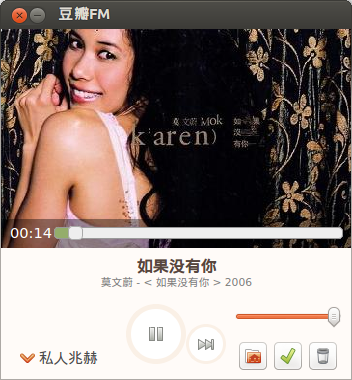 豆瓣FM
莫文蔚 Mok 如果
karen) 沒
有你
00:14
如果没有你
莫文蔚 - < 如果没有你 > 2006
私人兆赫